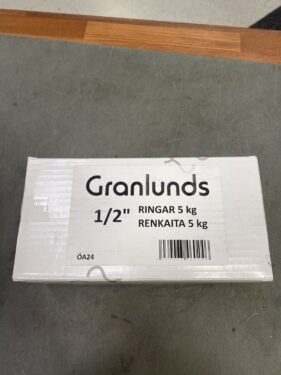 Granlunds
1/2" RINGAR 5 kg
RENKAITA 5 kg
ÖA24